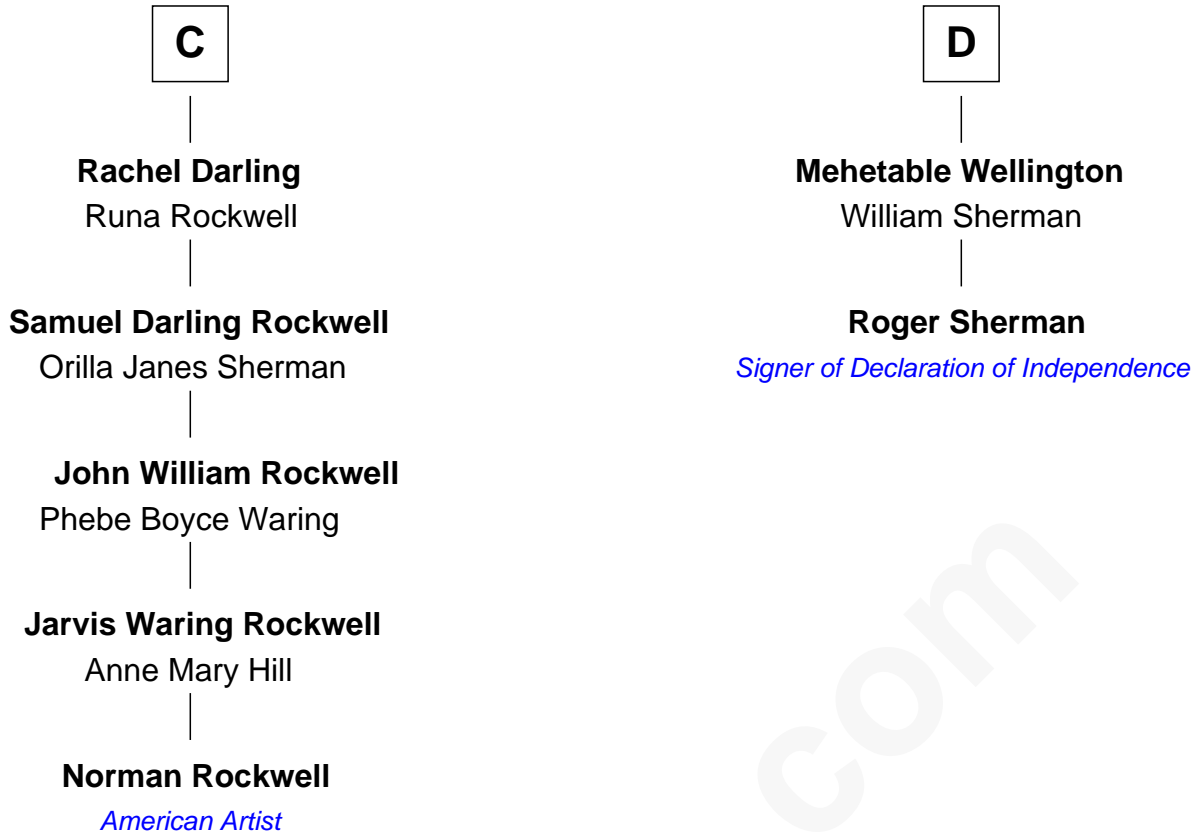 C
Rachel Darling
Runa Rockwell
Samuel Darling Rockwell
Orilla Janes Sherman
John William Rockwell
Phebe Boyce Waring
Jarvis Waring Rockwell
Anne Mary Hill
Norman Rockwell
American Artist
D
Mehetable Wellington
William Sherman
Roger Sherman
Signer of Declaration of Independence
com